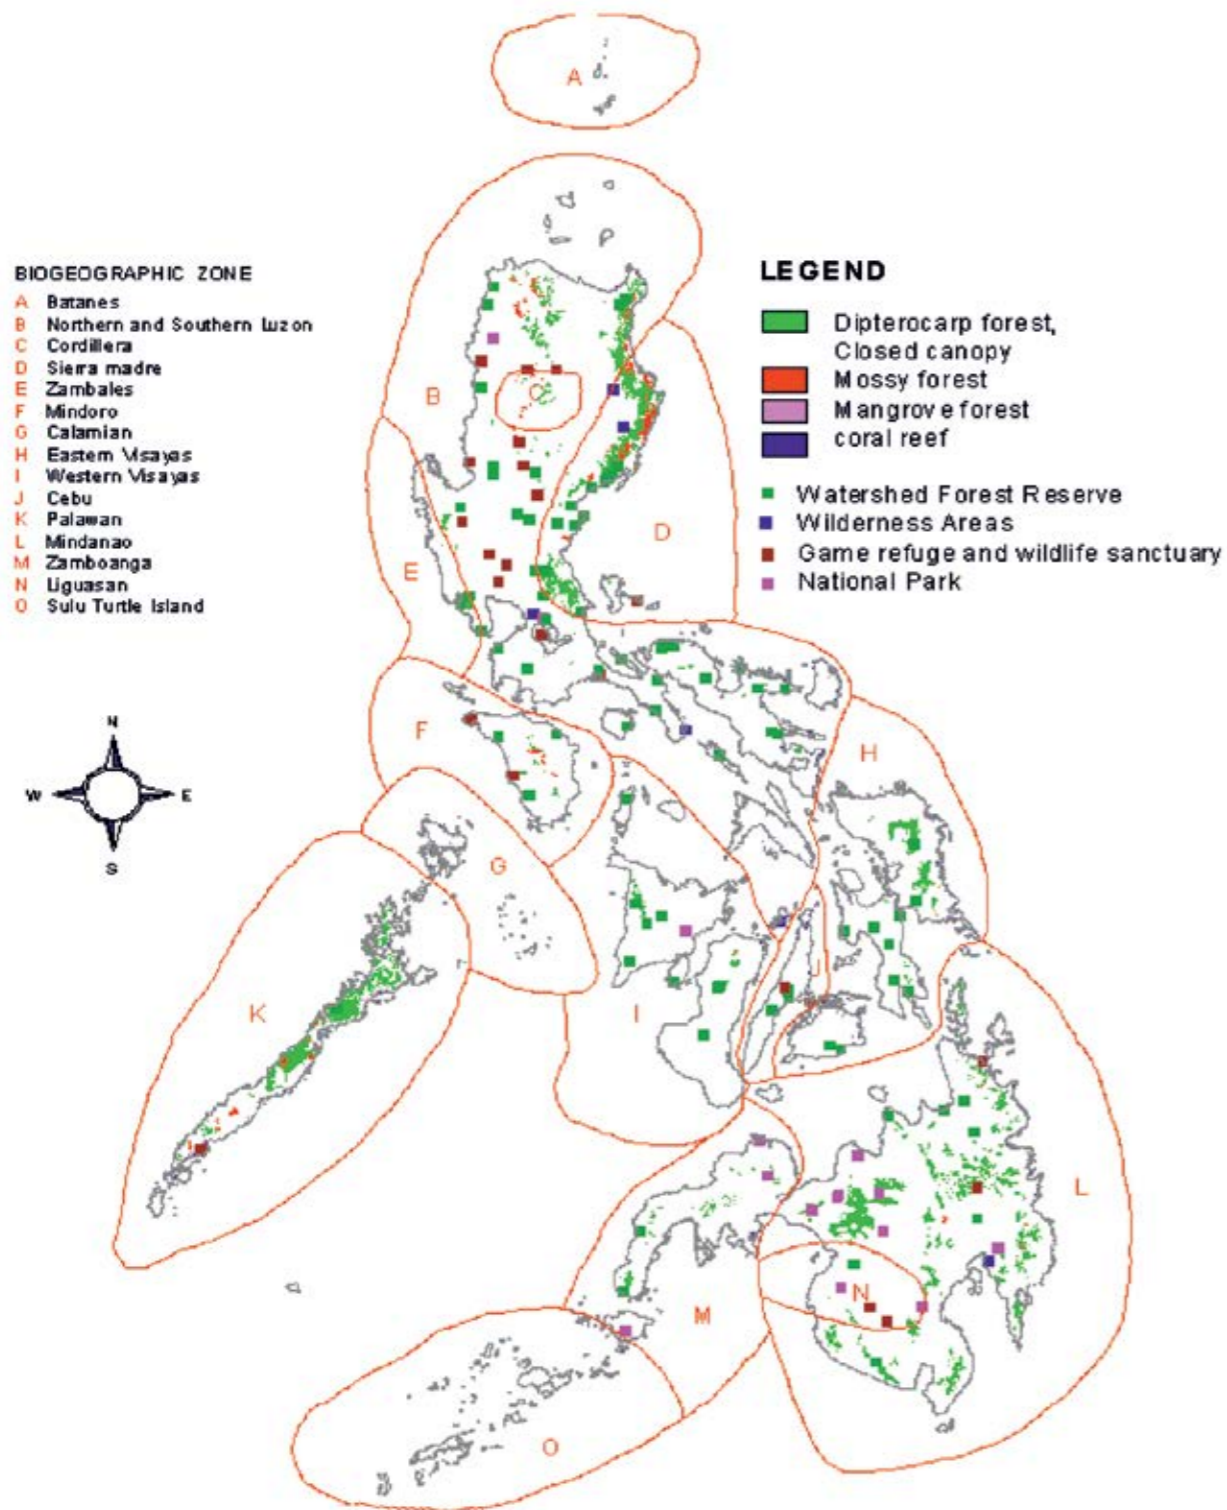 A
BIOGEOGRAPHIC ZONE
A Batanes
B Northern and Southern Luzon
C Cordillera
D Sierra madre
E Zambales
F Mindoro
G Calamian
H Eastern Visayas
I Western Visayas
J Cebu
K Palawan
L Mindanao
M Zamboanga
N Liguasan
O Sulu Turtle Island
LEGEND
Dipterocarp forest,
Closed canopy
Mossy forest
Mangrove forest
coral reef
Watershed Forest Reserve
Wilderness Areas
Game refuge and wildlife sanctuary
National Park
B
C
D
E
N
W E
S
F
H
G
J
K
I
L
N
M
O